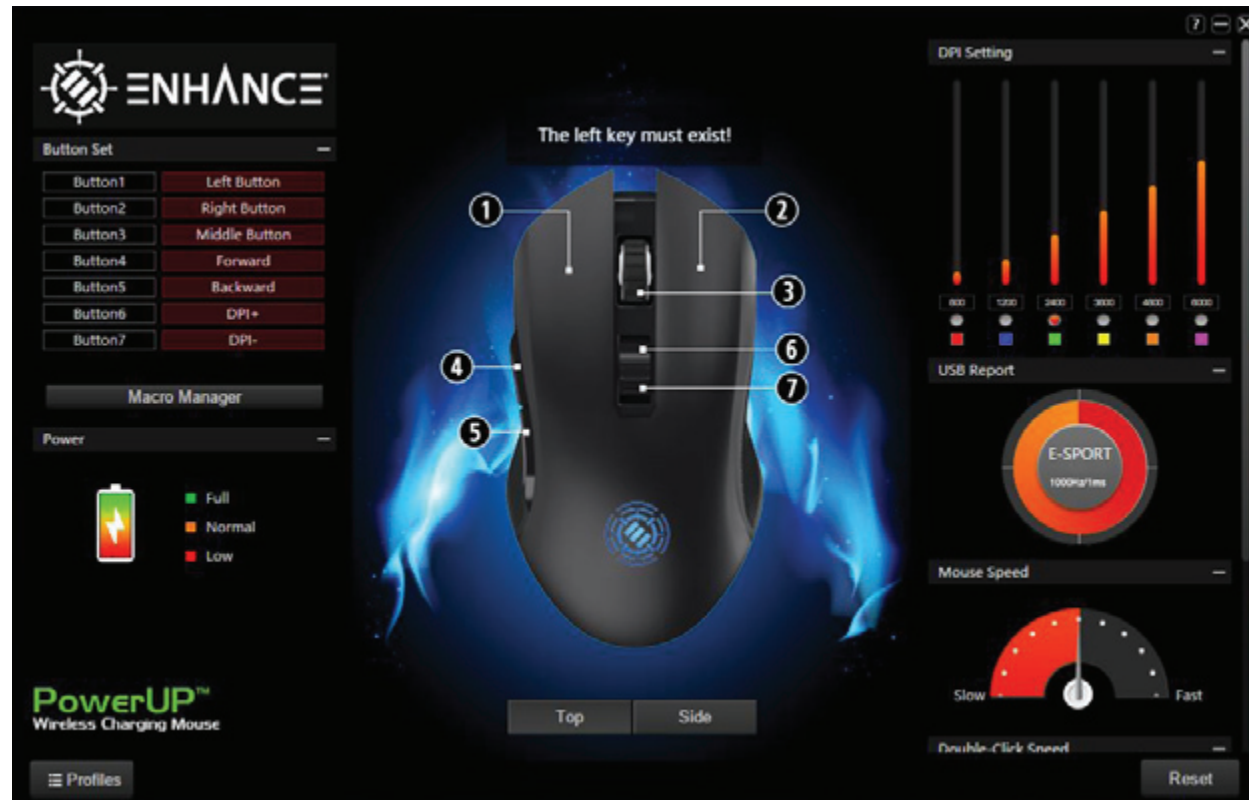 ? — X
ENHANCE
Button Set —
Button1 Left Button
Button2 Right Button
Button3 Middle Button
Button4 Forward
Button5 Backward
Button6 DPI+
Button7 DPI-
Macro Manager
Power —
Full
Normal
Low
PowerUP™
Wireless Charging Mouse
Profiles
The left key must exist!
1
2
3
6
4
7
5
Top Side
DPI Setting —
800 1200 2400 3600 4800 6000
USB Report —
E-SPORT
1000Hz/1ms
Mouse Speed —
Slow Fast
Double-Click Speed —
Reset